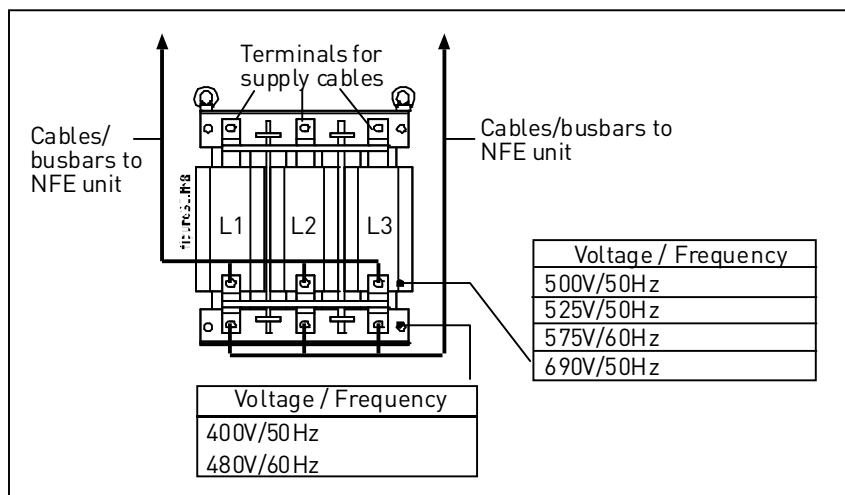 Terminals for
supply cables
Cables/
busbars to
NFE unit
Cables/busbars to
NFE unit
L1
L2
L3
Voltage / Frequency
500V/50Hz
525V/50Hz
575V/60Hz
690V/50Hz
Voltage / Frequency
400V/50Hz
480V/60Hz